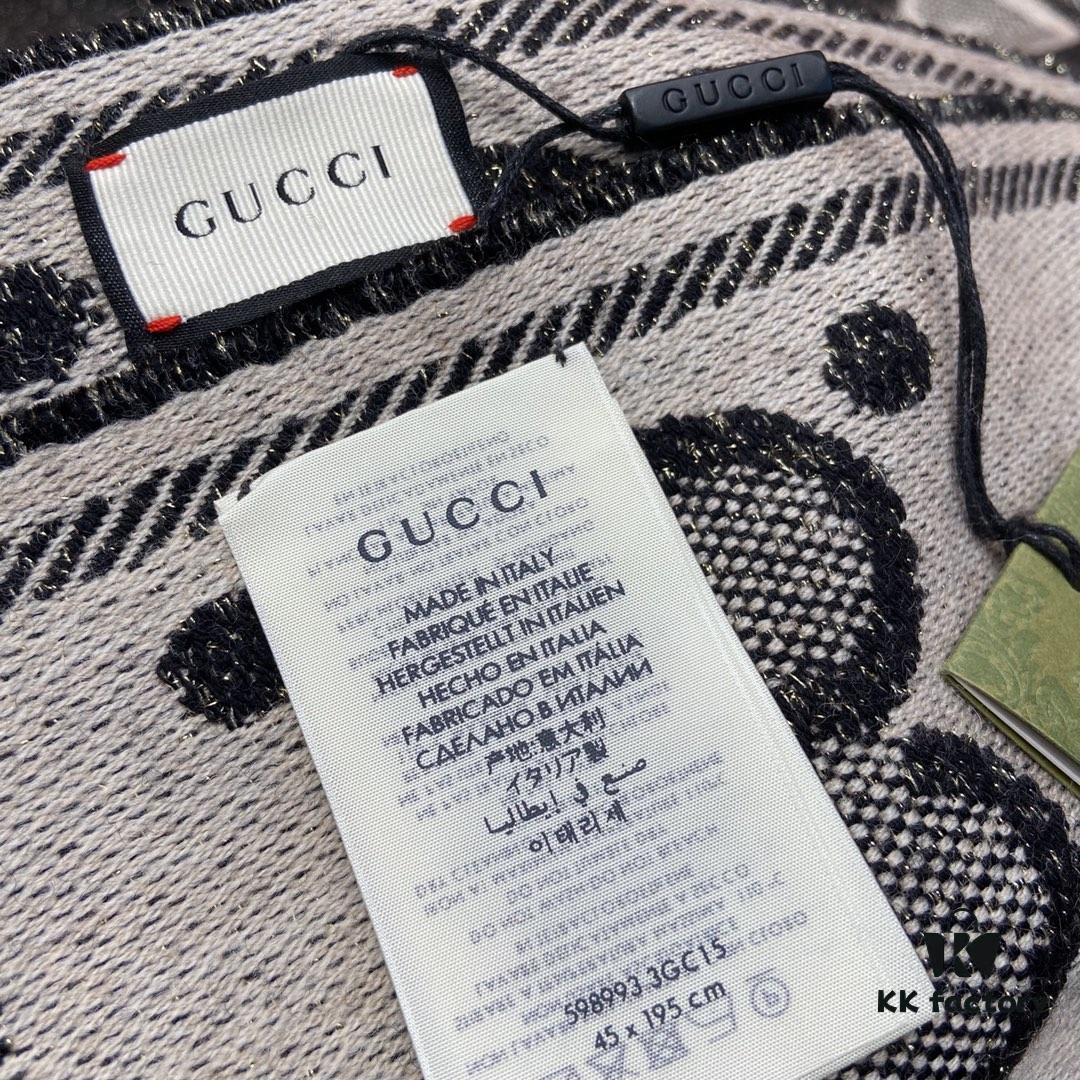 GUCCI
GUCCI
GUCCI
MADE IN ITALY
FABRIQUÉ EN ITALIE
HERGESTELLT IN ITALIEN
HECHO EN ITALIA
FABRICADO EM ITÁLIA
СДЕЛАНО В ИТАЛИИ
产地:意大利
イタリア製
صنع في إيطاليا
이태리제
598993 3GC15
45 x 195 cm
KK factory